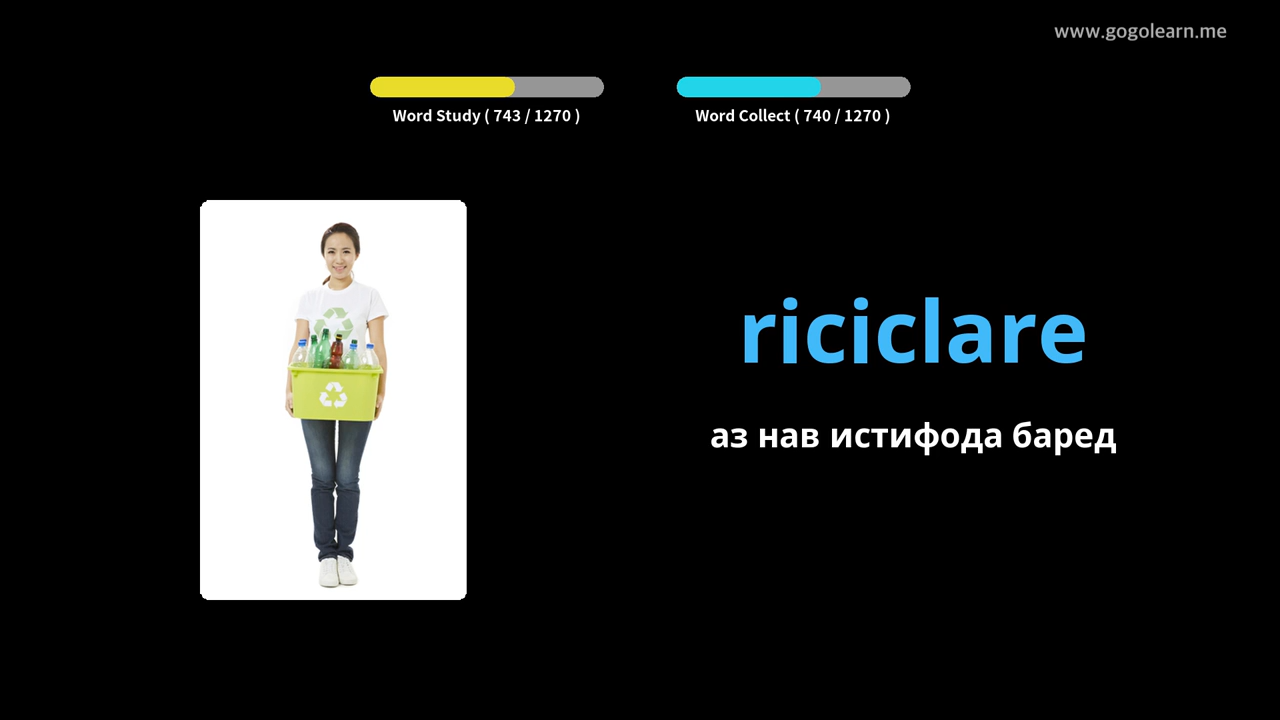 www.gogolearn.me
Word Study ( 743 / 1270 )
Word Collect ( 740 / 1270 )
riciclare
аз нав истифода баред